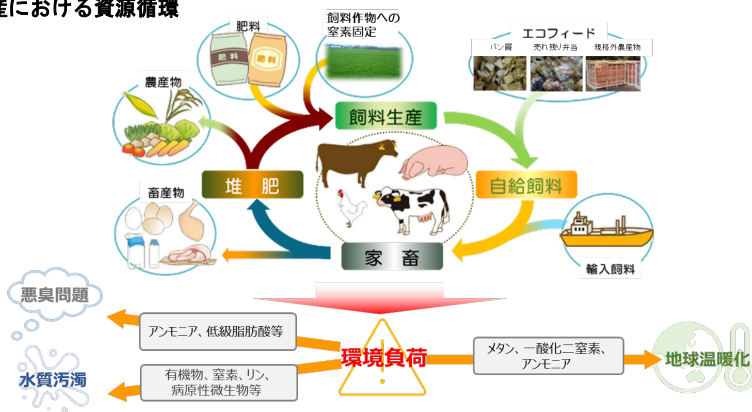 産における資源循環
肥料
肥料
肥料
飼料作物への
窒素固定
エコフィード
パン屑
売れ残り弁当
規格外農産物
農産物
飼料生産
堆 肥
自給飼料
畜産物
家 畜
輸入飼料
悪臭問題
アンモニア、低級脂肪酸等
環境負荷
メタン、一酸化二窒素、
アンモニア
地球温暖化
水質汚濁
有機物、窒素、リン、
病原性微生物等